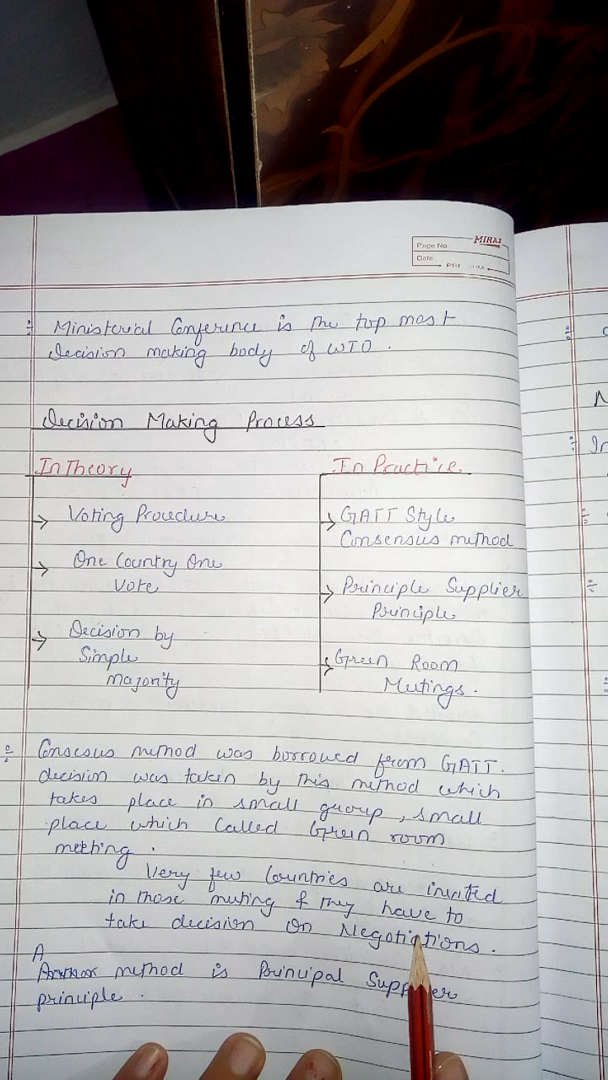 MIRAJ
Page No.
Date
Ministerial Conference is the top most
decision making body of WTO.
Decision Making Process
In Theory
→ Voting Procedure
→ One Country One
Vote
→ Decision by
Simple
Majority
In Practice.
→ GATT Style
Consensus method
→ Principle Supplier
Principle
→ Green Room
Meetings.
Consesus method was borrowed from GATT.
decision was taken by this method which
takes place in small group, small
place which called Green room
metting.
Very few Countries are invited
in those muting & they have to
take decision on Negotiations.
A
method is Principal Supplier
principle.